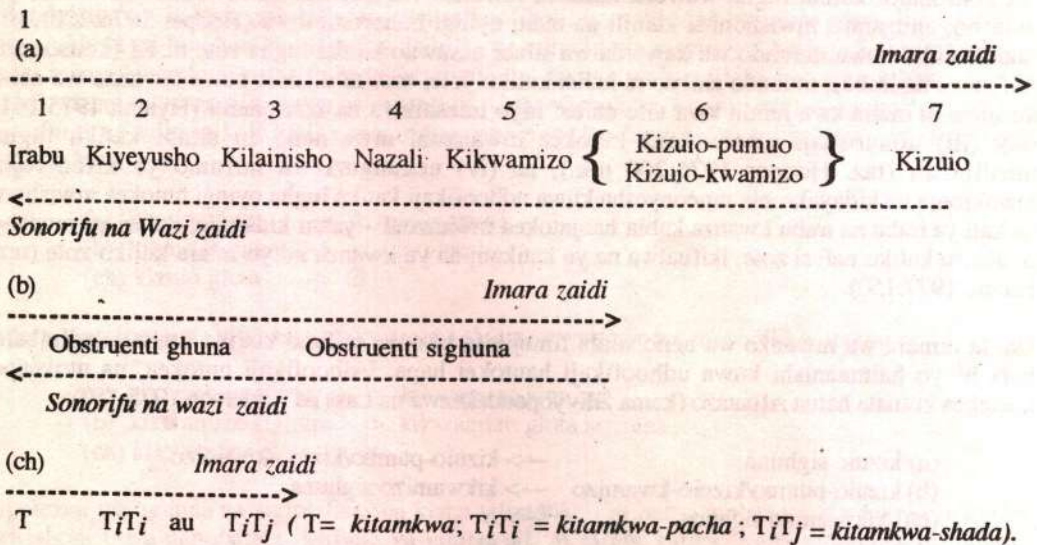 1
(a) Imara zaidi
1 2 3 4 5 6 7
Irabu Kiyeyusho Kilainisho Nazali Kikwamizo { Kizuio-pumuo } Kizuio
Kizuio-kwamizo
Sonorifu na Wazi zaidi
(b) Imara zaidi
Obstruenti ghuna Obstruenti sighuna
Sonorifu na wazi zaidi
(ch) Imara zaidi
T TiTi au TiTj ( T= kitamkwa; TiTi = kitamkwa-pacha ; TiTj = kitamkwa-shada).